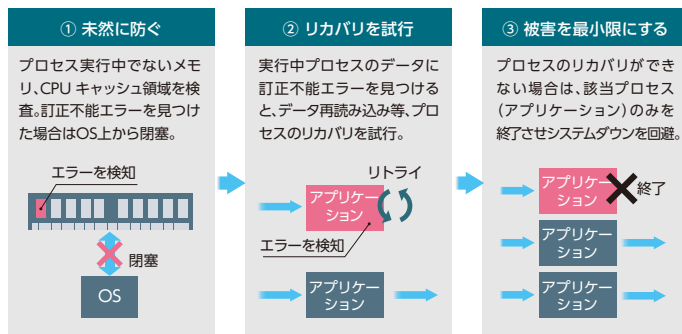 ① 未然に防ぐ
プロセス実行中でないメモ
リ、CPU キャッシュ領域を検
査。訂正不能エラーを見つけ
た場合はOS上から閉塞。
エラーを検知
閉塞
OS
② リカバリを試行
実行中プロセスのデータに
訂正不能エラーを見つける
と、データ再読み込み等、プロ
セスのリカバリを試行。
リトライ
アプリケー
ション
エラーを検知
アプリケー
ション
③ 被害を最小限にする
プロセスのリカバリができ
ない場合は、該当プロセス
（アプリケーション）のみを
終了させシステムダウンを回避。
アプリケー
ション
終了
アプリケー
ション
アプリケー
ション